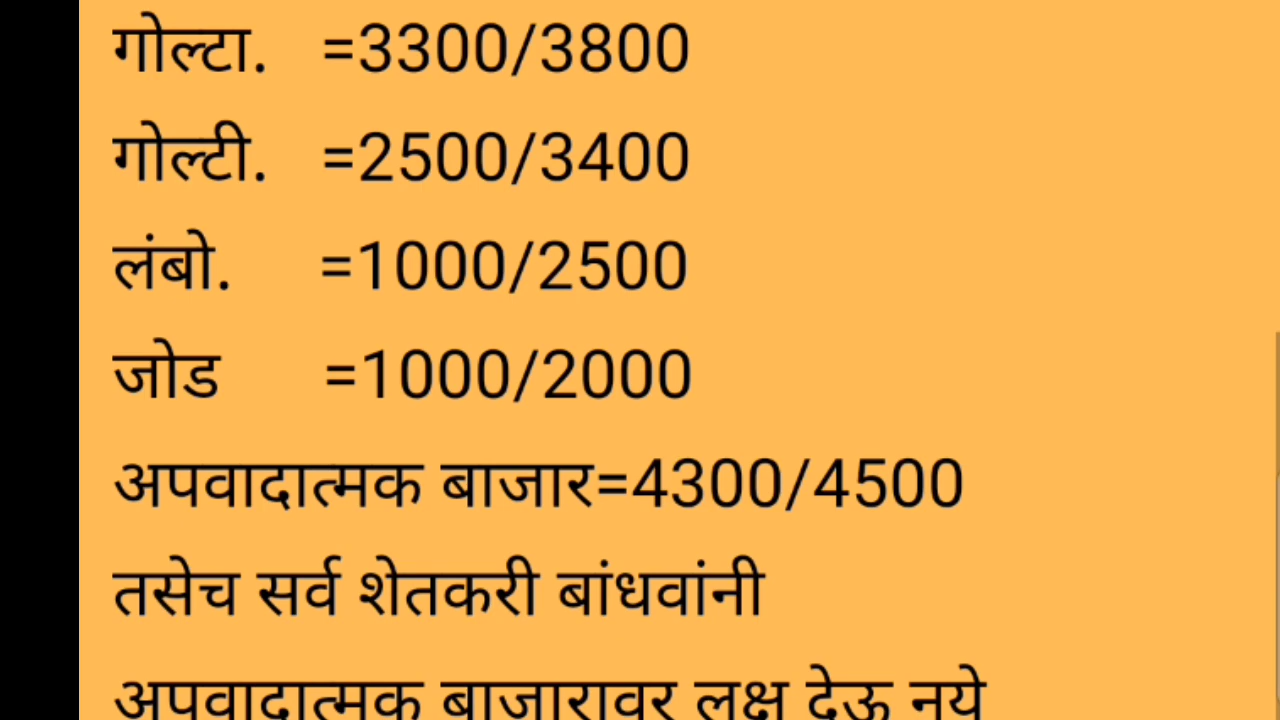 गोल्टा. =3300/3800
गोल्टी. =2500/3400
लंबो. =1000/2500
जोड =1000/2000
अपवादात्मक बाजार=4300/4500
तसेच सर्व शेतकरी बांधवांनी
अपवादात्मक बाजारावर लक्ष देऊ नये